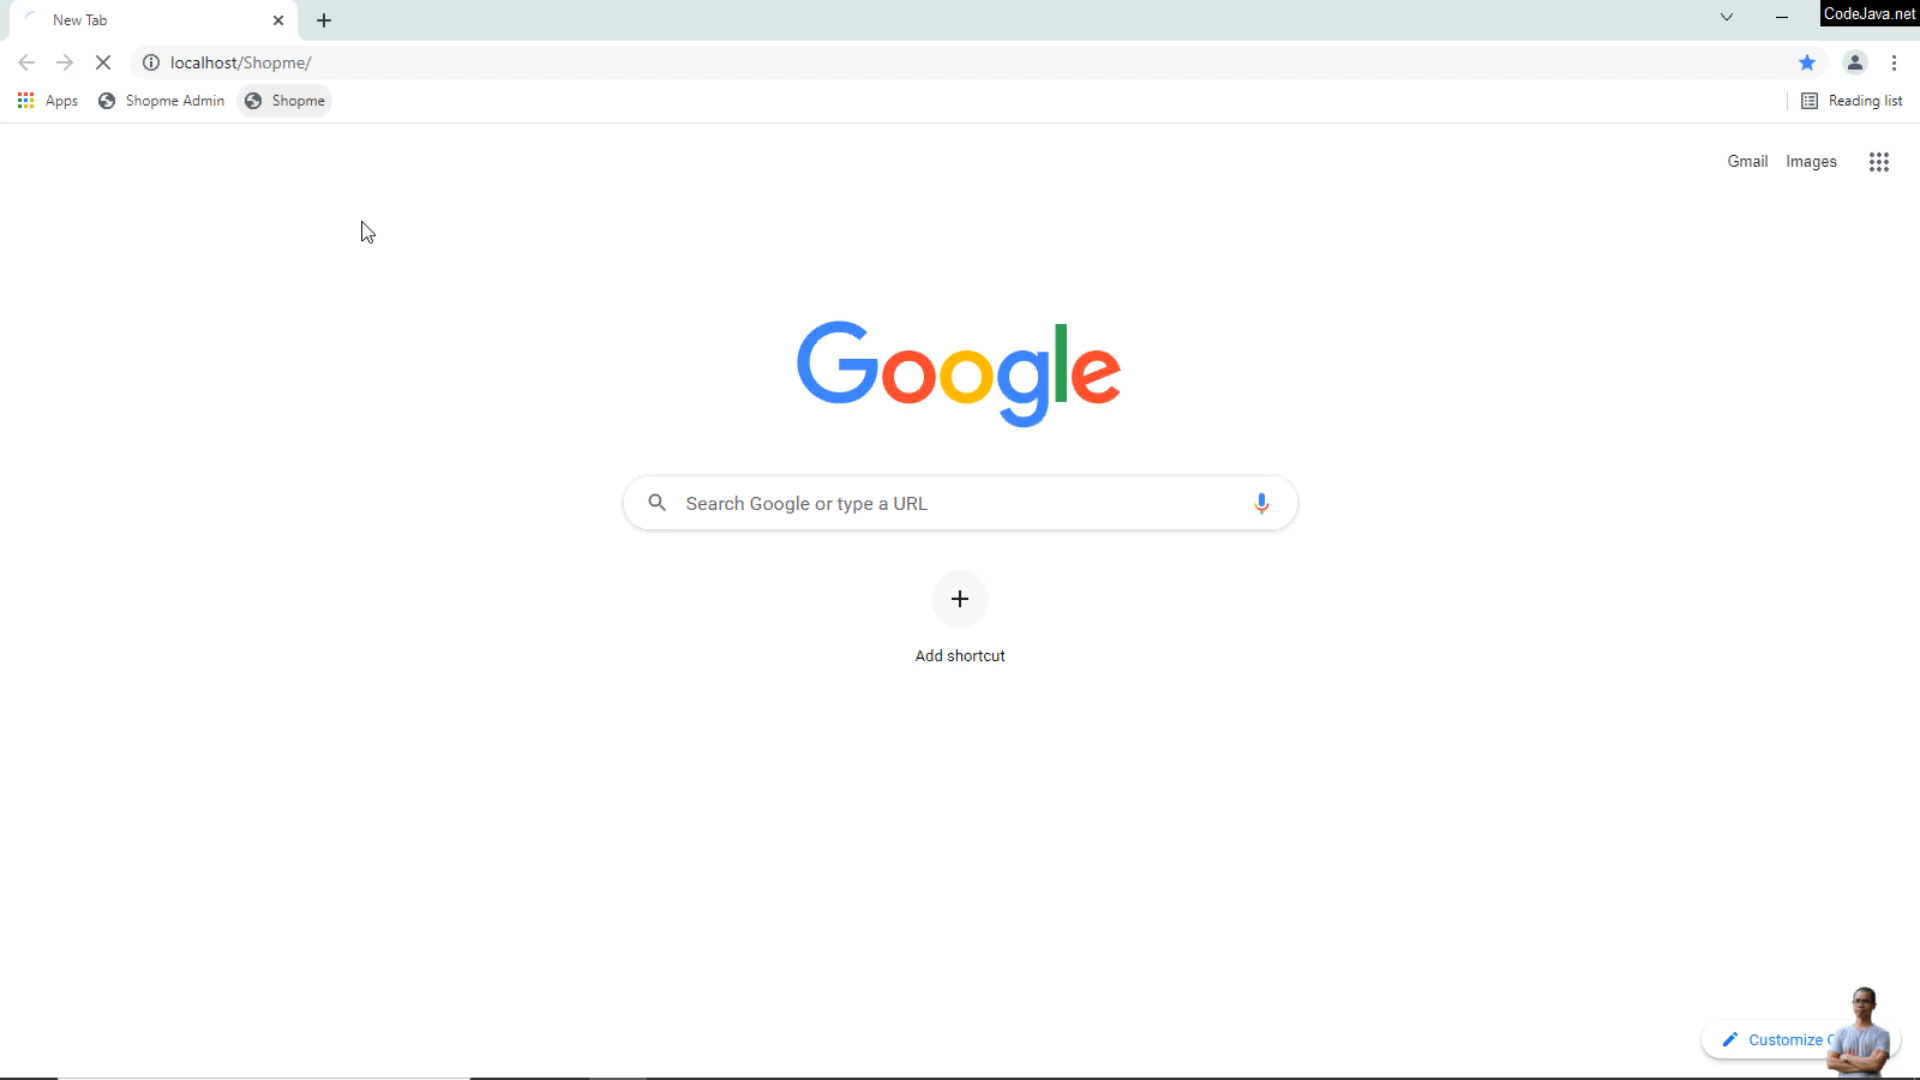 New Tab
CodeJava.net
localhost/Shopme/
Apps
Shopme Admin
Shopme
Reading list
Gmail
Images
Google
Search Google or type a URL
Add shortcut
Customize